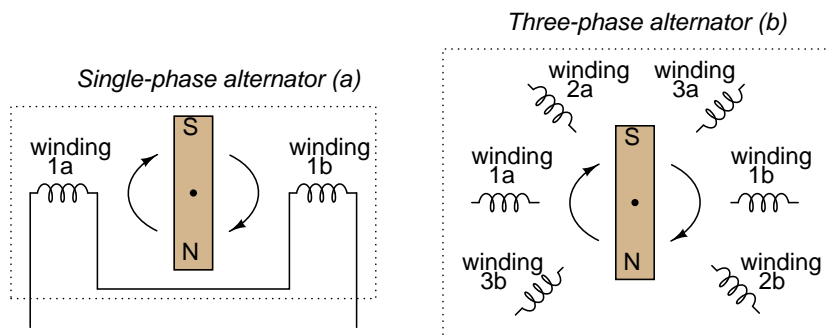 Single-phase alternator (a)
S
winding
1a
winding
1b
N
Three-phase alternator (b)
winding
2a
winding
3a
S
winding
1a
winding
1b
N
winding
3b
winding
2b